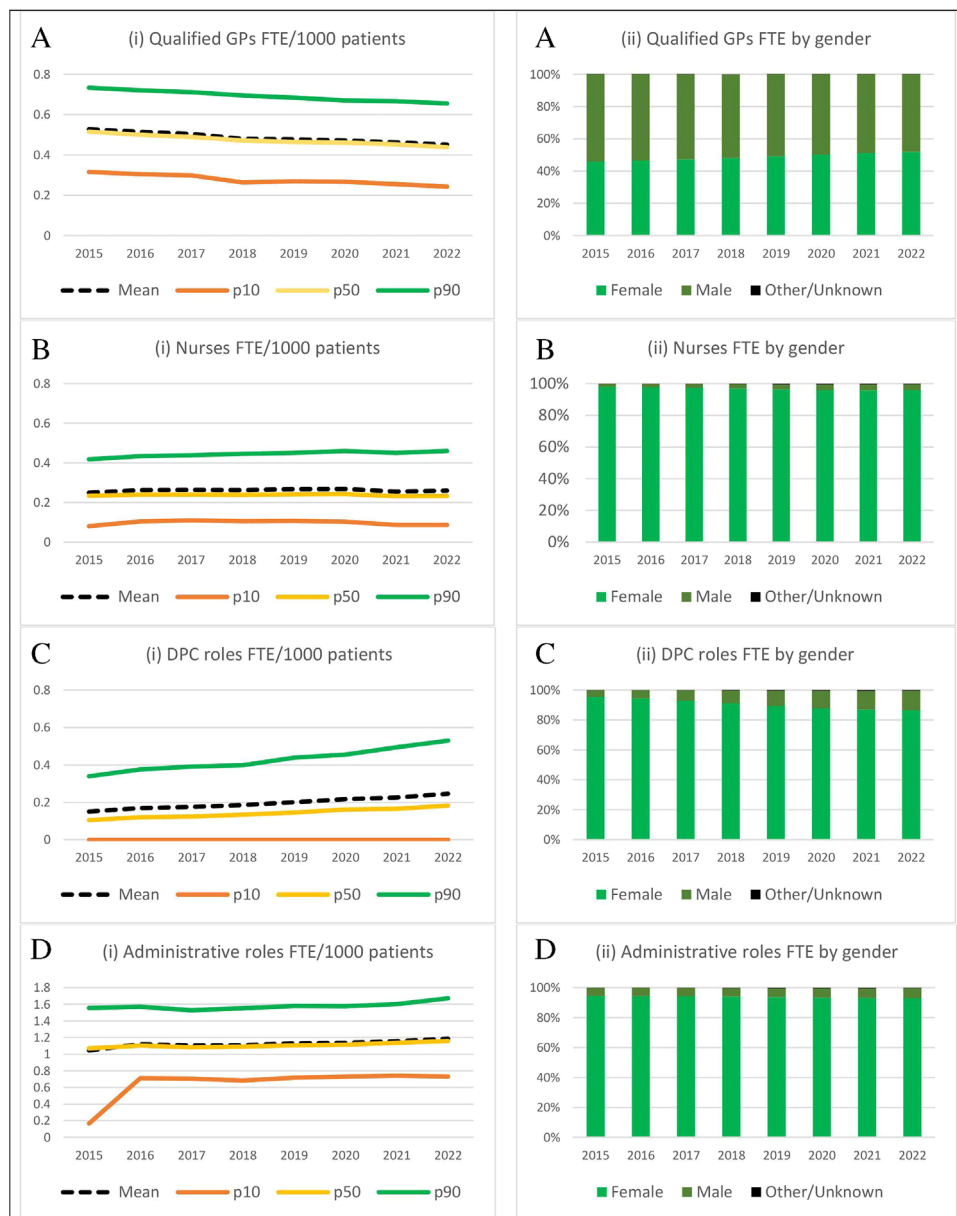 A
(i) Qualified GPs FTE/1000 patients
0.8
0.6
0.4
0.2
0
2015 2016 2017 2018 2019 2020 2021 2022
Mean p10 p50 p90
A
(ii) Qualified GPs FTE by gender
100%
80%
60%
40%
20%
0%
2015 2016 2017 2018 2019 2020 2021 2022
Female Male Other/Unknown
B
(i) Nurses FTE/1000 patients
0.8
0.6
0.4
0.2
0
2015 2016 2017 2018 2019 2020 2021 2022
Mean p10 p50 p90
B
(ii) Nurses FTE by gender
100%
80%
60%
40%
20%
0%
2015 2016 2017 2018 2019 2020 2021 2022
Female Male Other/Unknown
C
(i) DPC roles FTE/1000 patients
0.8
0.6
0.4
0.2
0
2015 2016 2017 2018 2019 2020 2021 2022
Mean p10 p50 p90
C
(ii) DPC roles FTE by gender
100%
80%
60%
40%
20%
0%
2015 2016 2017 2018 2019 2020 2021 2022
Female Male Other/Unknown
D
(i) Administrative roles FTE/1000 patients
1.8
1.6
1.4
1.2
1
0.8
0.6
0.4
0.2
0
2015 2016 2017 2018 2019 2020 2021 2022
Mean p10 p50 p90
D
(ii) Administrative roles FTE by gender
100%
80%
60%
40%
20%
0%
2015 2016 2017 2018 2019 2020 2021 2022
Female Male Other/Unknown